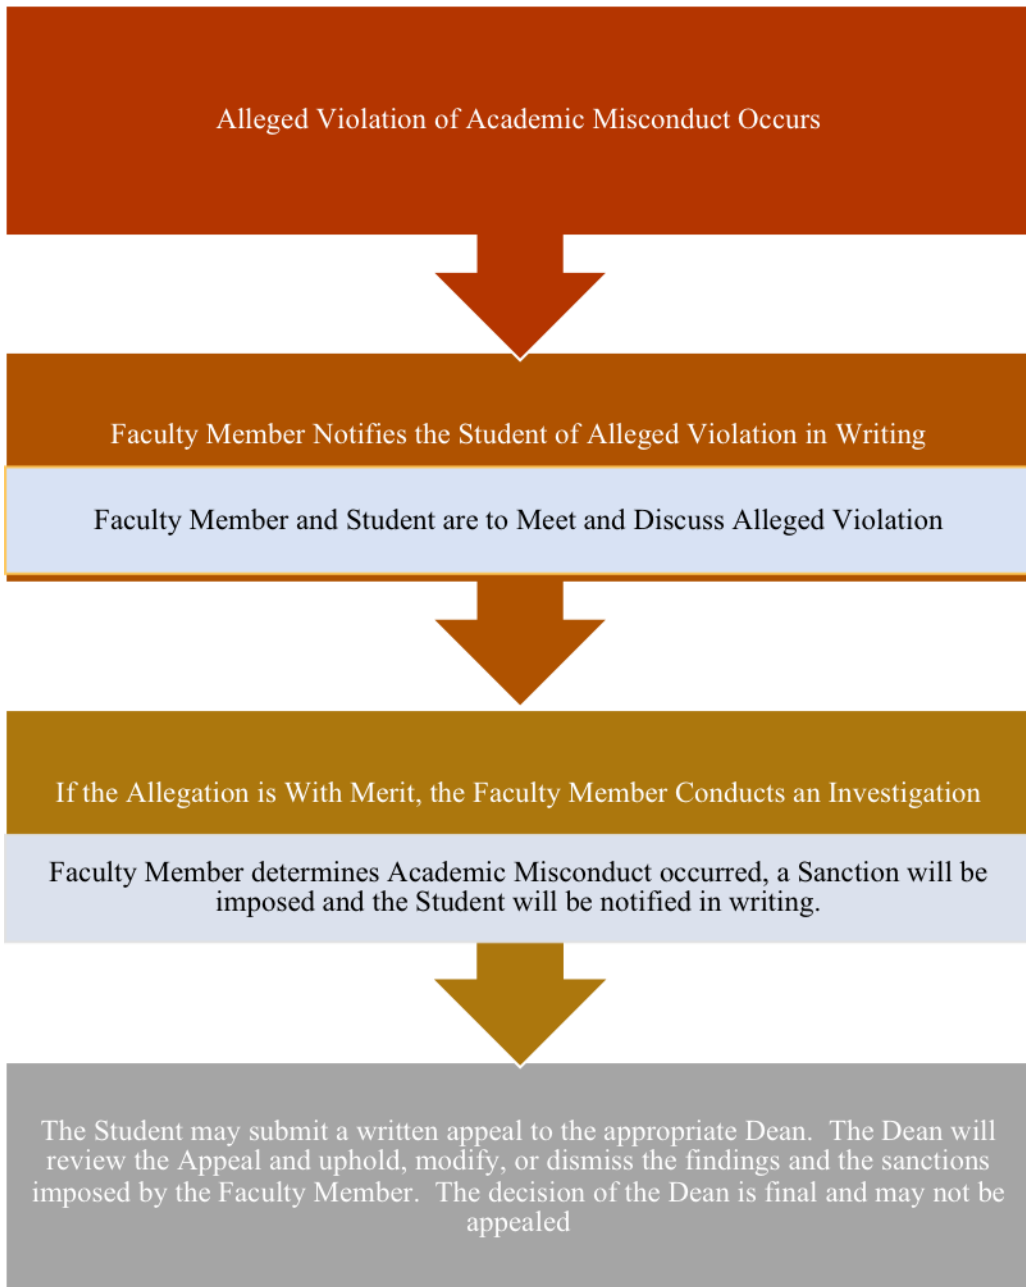 Alleged Violation of Academic Misconduct Occurs
Faculty Member Notifies the Student of Alleged Violation in Writing
Faculty Member and Student are to Meet and Discuss Alleged Violation
If the Allegation is With Merit, the Faculty Member Conducts an Investigation
Faculty Member determines Academic Misconduct occurred, a Sanction will be
imposed and the Student will be notified in writing.
The Student may submit a written appeal to the appropriate Dean.  The Dean will
review the Appeal and uphold, modify, or dismiss the findings and the sanctions
imposed by the Faculty Member.  The decision of the Dean is final and may not be
appealed